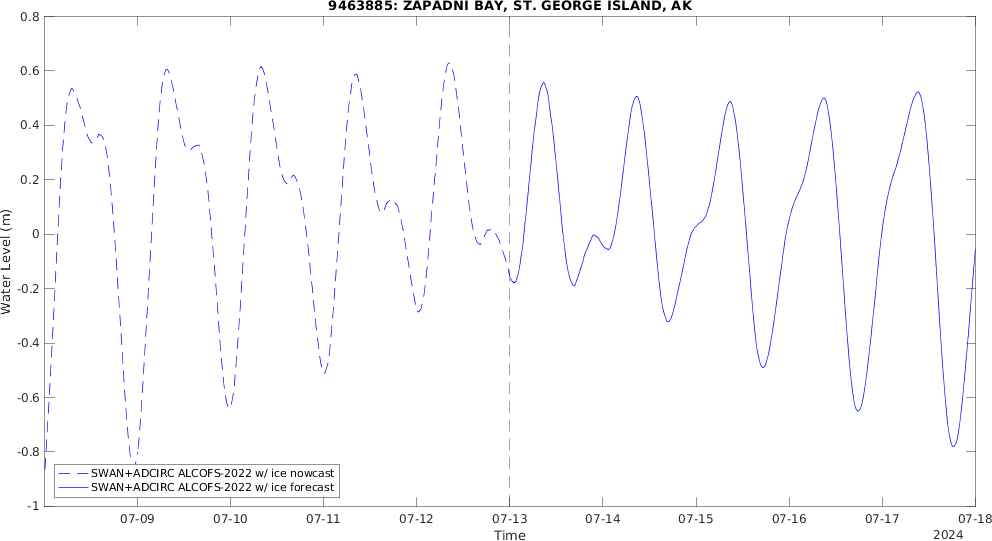 9463885: ZAPADNI BAY, ST. GEORGE ISLAND, AK
0.8
0.6
0.4
0.2
0
-0.2
-0.4
-0.6
-0.8
-1
Water Level (m)
SWAN+ADCIRC ALCOFS-2022 w/ ice nowcast
SWAN+ADCIRC ALCOFS-2022 w/ ice forecast
07-09 07-10 07-11 07-12 07-13 07-14 07-15 07-16 07-17 07-18
Time
2024